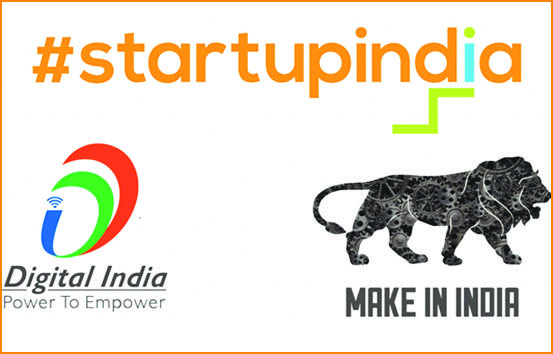 #startupindia
Digital India
Power To Empower
MAKE IN INDIA